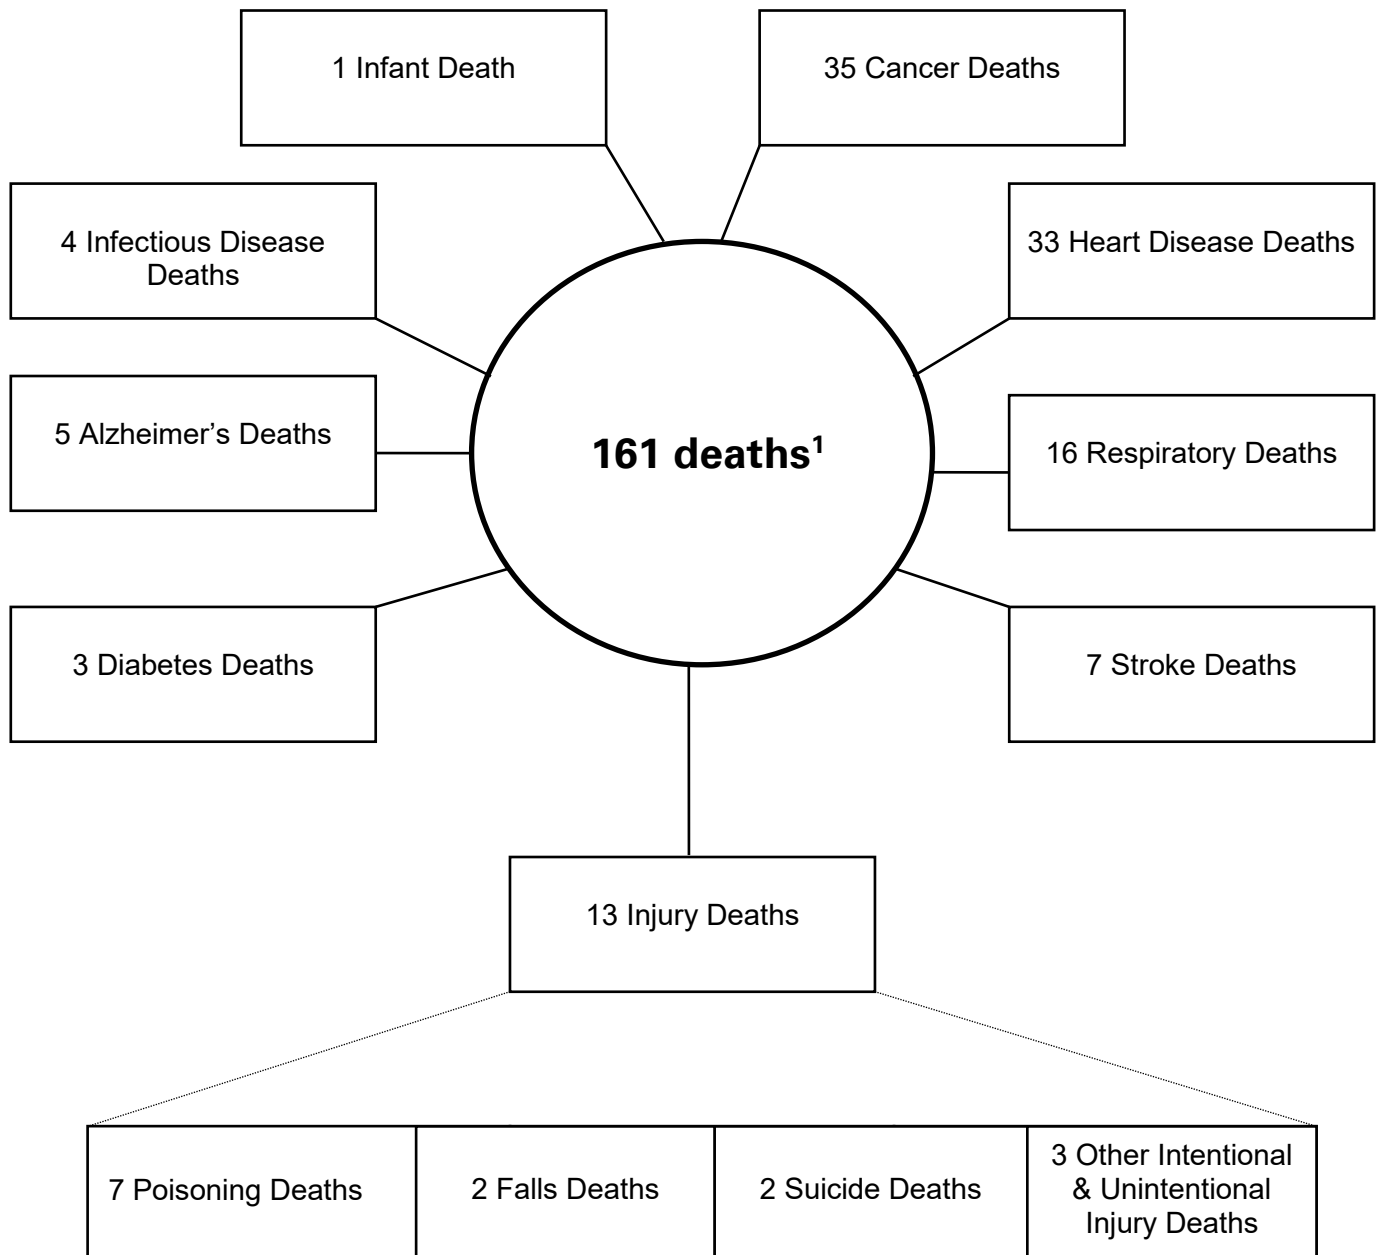 1 Infant Death
35 Cancer Deaths
4 Infectious Disease
Deaths
33 Heart Disease Deaths
5 Alzheimer’s Deaths
161 deaths¹
16 Respiratory Deaths
3 Diabetes Deaths
7 Stroke Deaths
13 Injury Deaths
7 Poisoning Deaths
2 Falls Deaths
2 Suicide Deaths
3 Other Intentional
& Unintentional
Injury Deaths